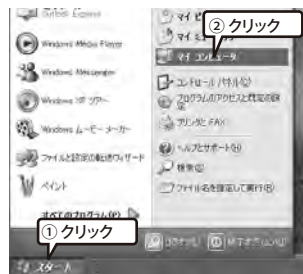 Outlook Express
Windows Media Player
Windows Messenger
Windows XP ツアー
Windows ムービー メーカー
ファイルと設定の転送ウィザード
ペイント
すべてのプログラム(P)
①クリック
スタート
②クリック
マイ コンピュータ
コントロール パネル(C)
プログラムのアクセスと既定の設
プリンタと FAX
ヘルプとサポート(H)
検索(S)
ファイル名を指定して実行(R)
ログオフ(L)
終了オプション(U)